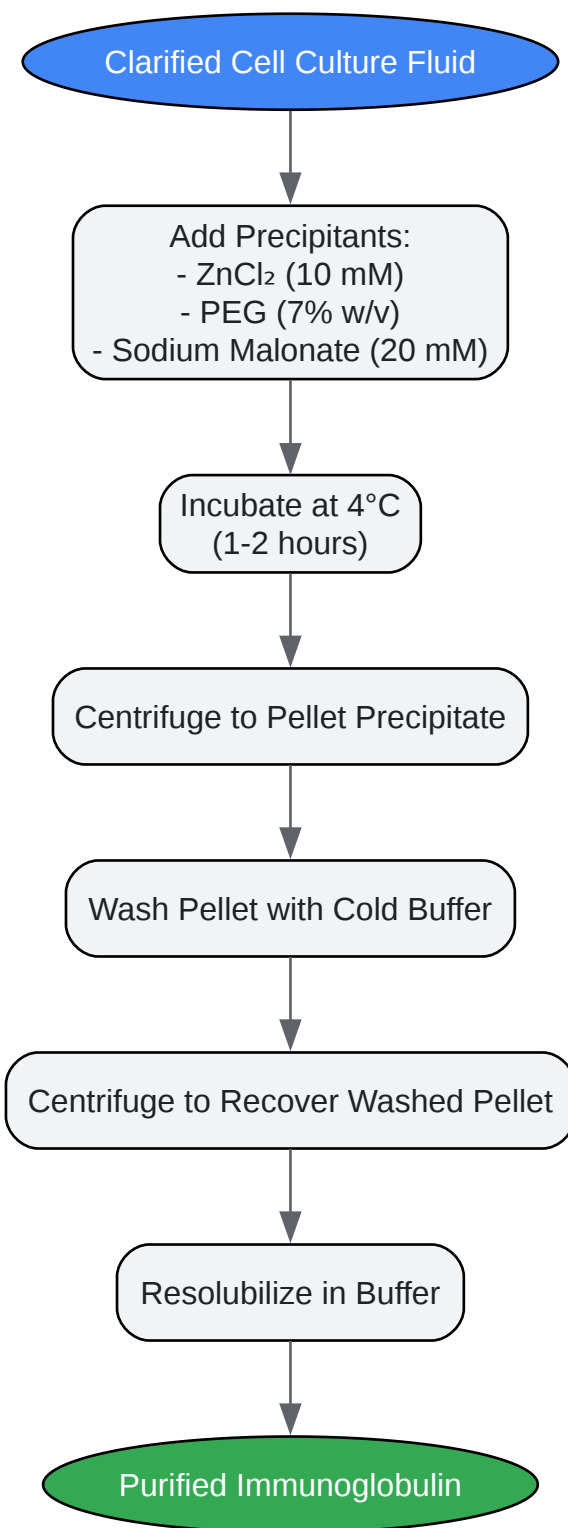 Clarified Cell Culture Fluid
Add Precipitants:
- ZnCl₂ (10 mM)
- PEG (7% w/v)
- Sodium Malonate (20 mM)
Incubate at 4°C
(1-2 hours)
Centrifuge to Pellet Precipitate
Wash Pellet with Cold Buffer
Centrifuge to Recover Washed Pellet
Resolubilize in Buffer
Purified Immunoglobulin